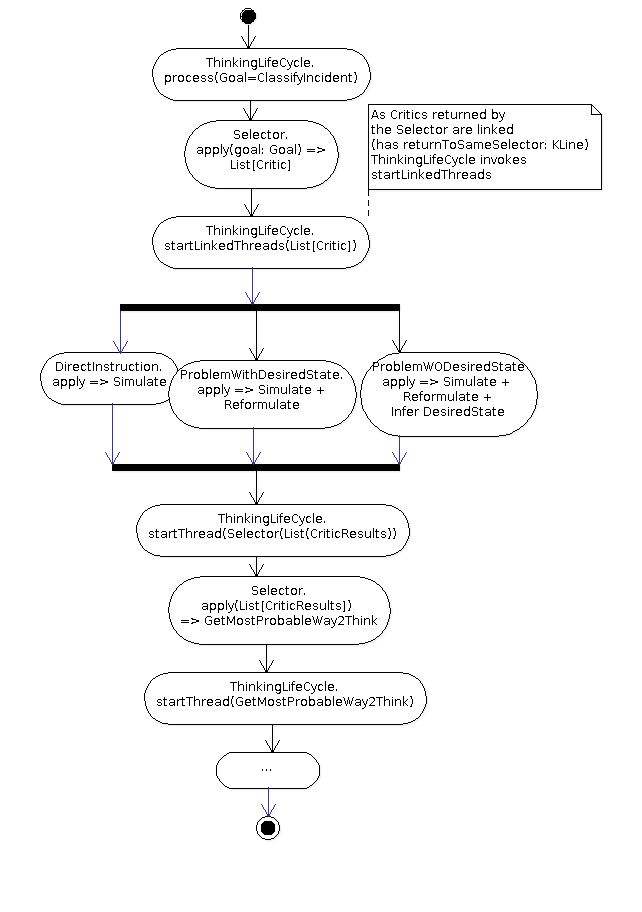 ThinkingLifeCycle.
process(Goal=ClassifyIncident)
As Critics returned by
the Selector are linked
(has returnToSameSelector: KLine)
ThinkingLifeCycle invokes
startLinkedThreads
Selector.
apply(goal: Goal) =>
List[Critic]
ThinkingLifeCycle.
startLinkedThreads(List[Critic])
DirectInstruction.
apply => Simulate
ProblemWithDesiredState.
apply => Simulate +
Reformulate
ProblemWODesiredState
apply => Simulate +
Reformulate +
Infer DesiredState
ThinkingLifeCycle.
startThread(Selector(List(CriticResults))
Selector.
apply(List[CriticResults])
=> GetMostProbableWay2Think
ThinkingLifeCycle.
startThread(GetMostProbableWay2Think)
...